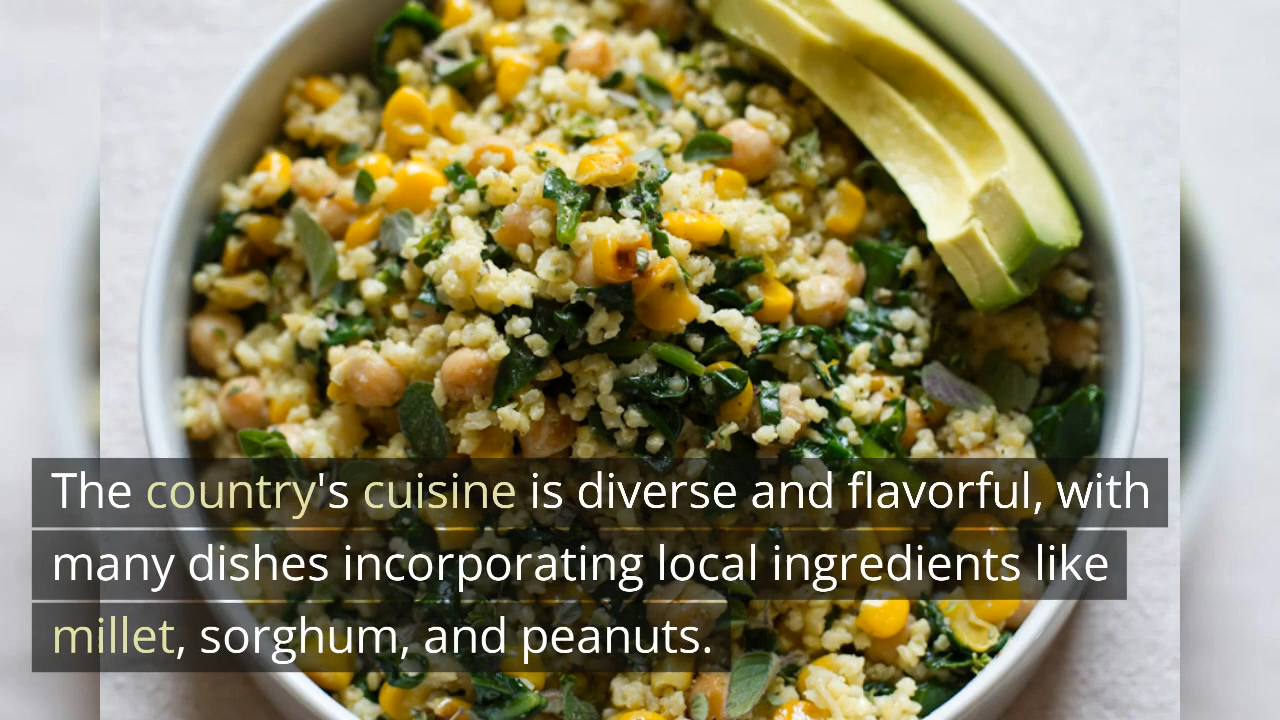 The country's cuisine is diverse and flavorful, with
many dishes incorporating local ingredients like
millet, sorghum, and peanuts.